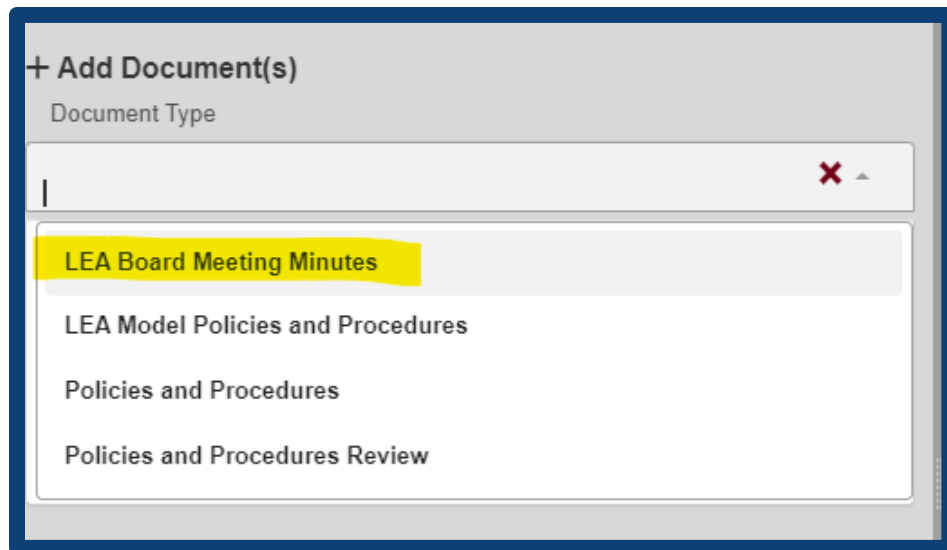 + Add Document(s)
Document Type
LEA Board Meeting Minutes
LEA Model Policies and Procedures
Policies and Procedures
Policies and Procedures Review